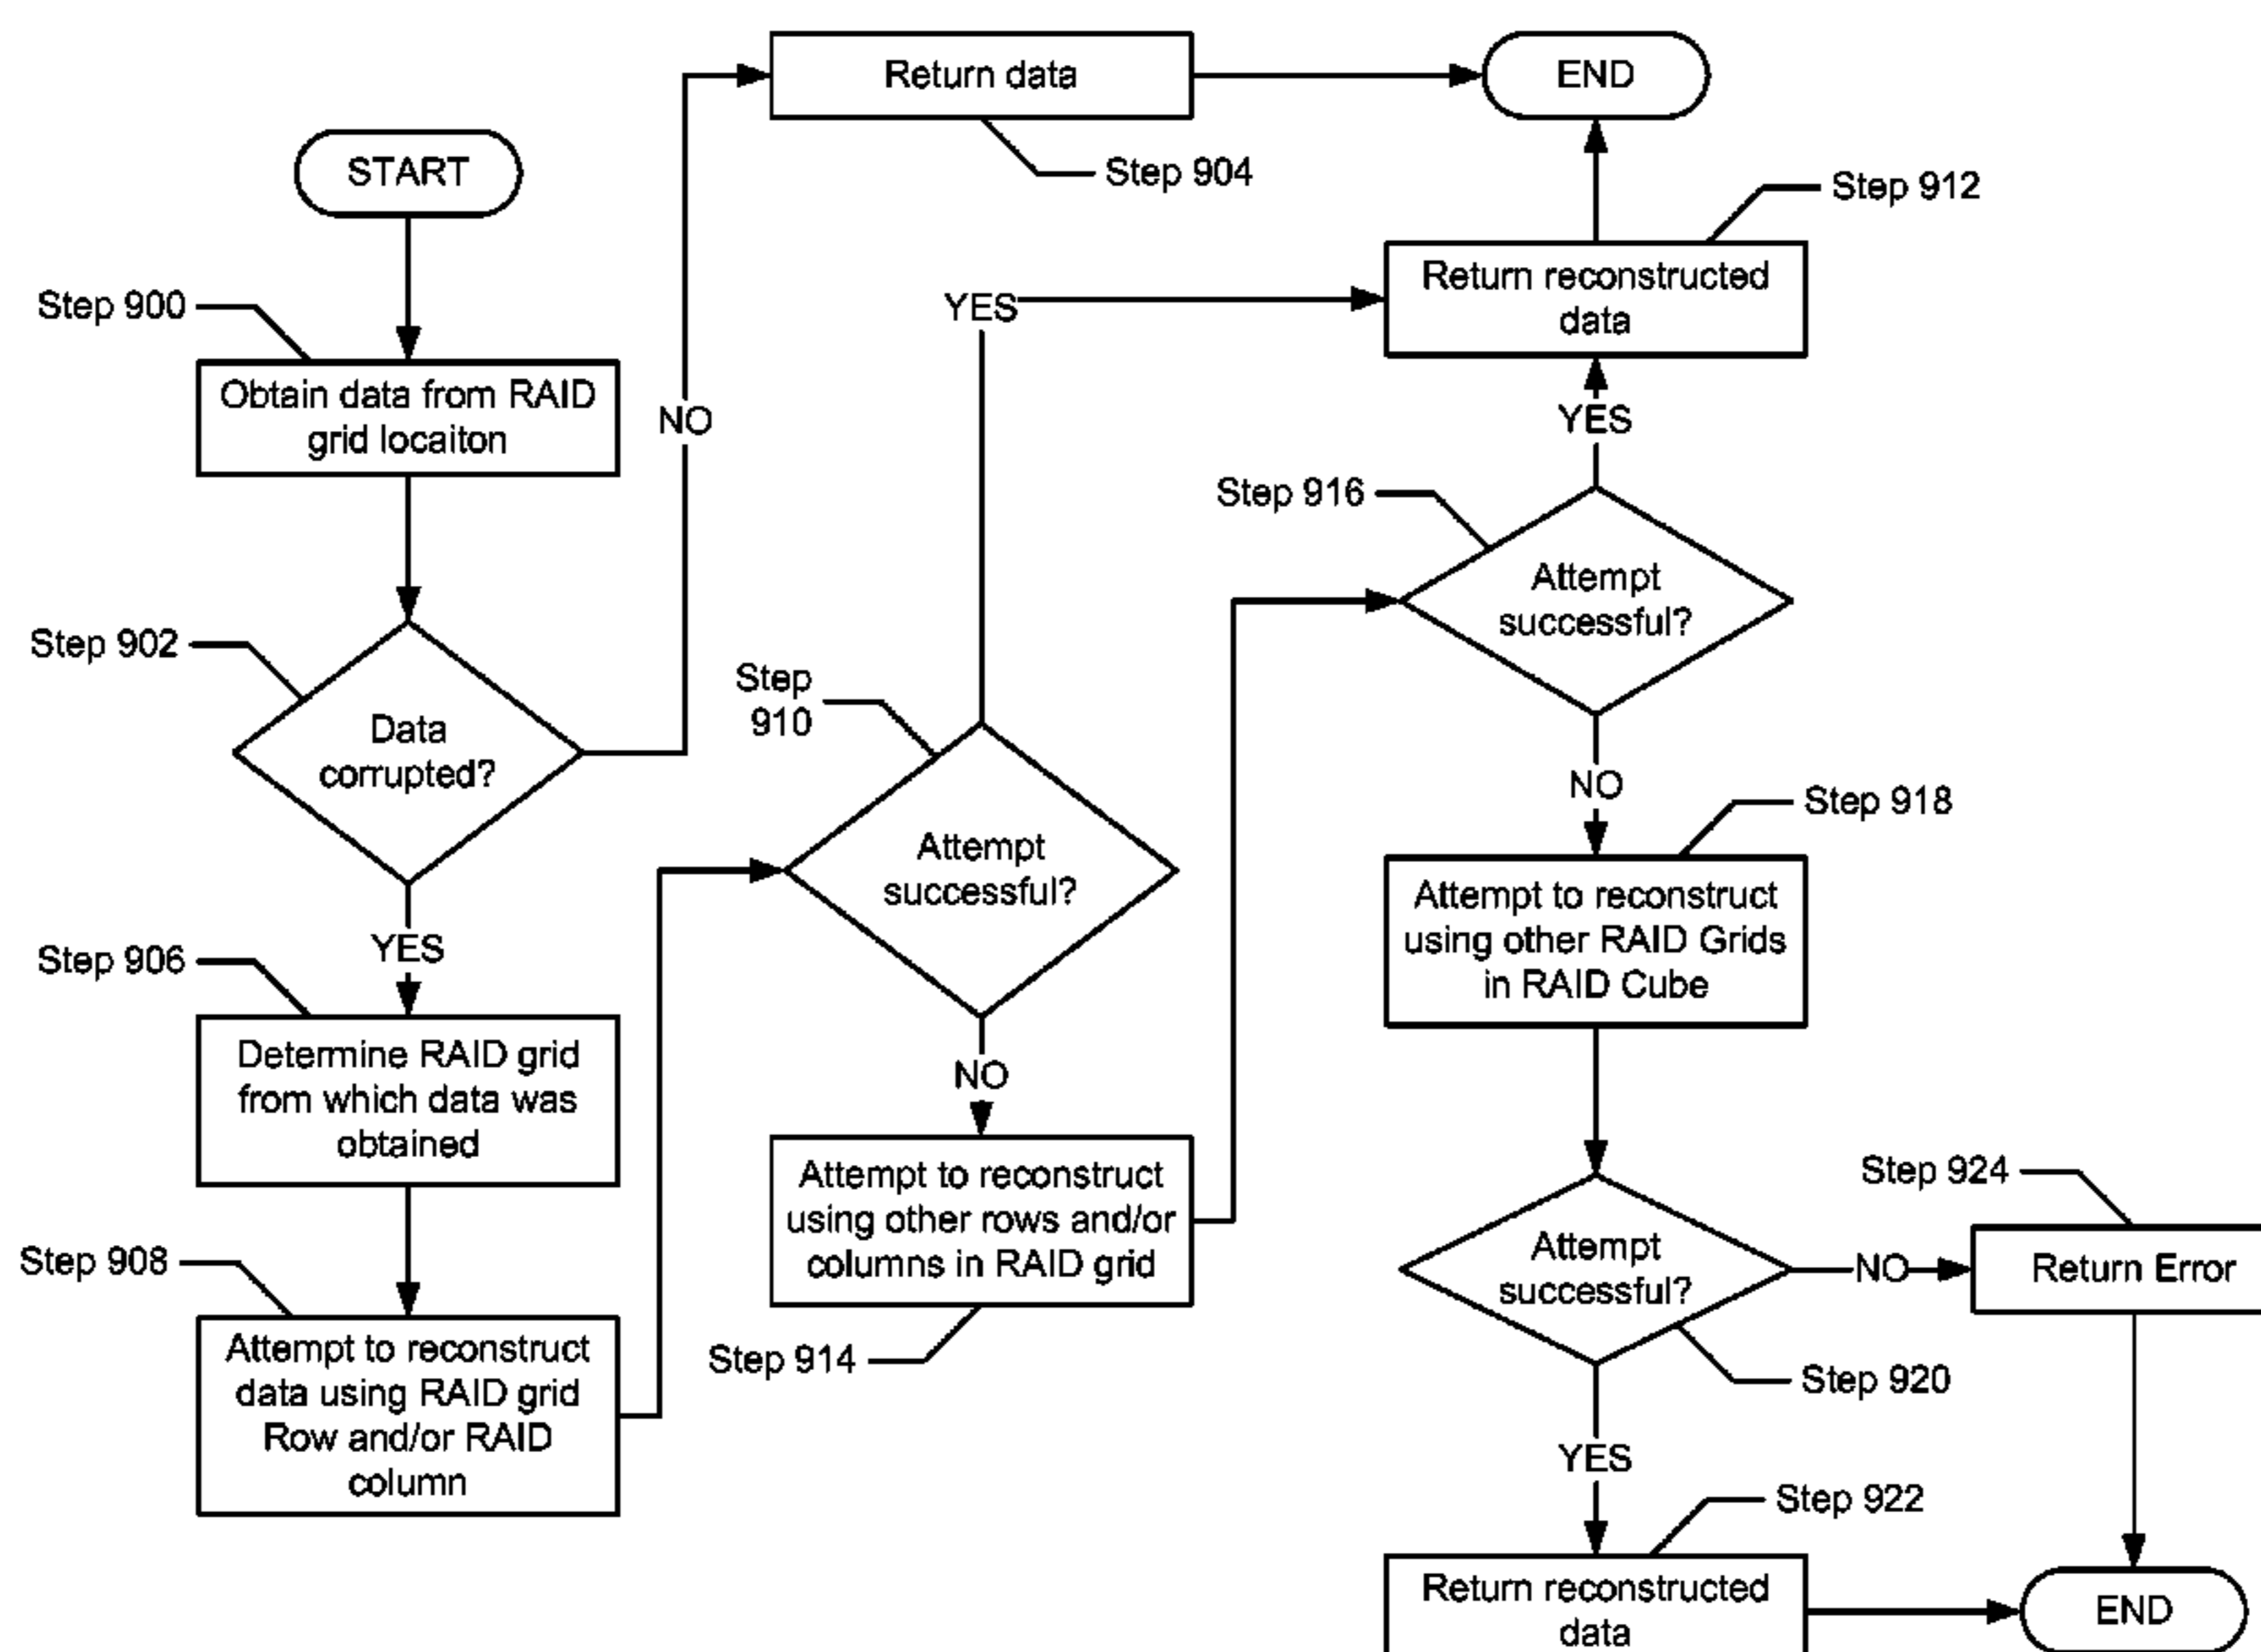 START
Step 900
Obtain data from RAID
grid locaiton
Step 902
Data
corrupted?
NO
Return data
Step 904
END
YES
Step 906
Determine RAID grid
from which data was
obtained
Step 908
Attempt to reconstruct
data using RAID grid
Row and/or RAID
column
Step
910
Attempt
successful?
YES
Return reconstructed
data
Step 912
NO
Attempt to reconstruct
using other rows and/or
columns in RAID grid
Step 914
Step 916
Attempt
successful?
YES
NO
Step 918
Attempt to reconstruct
using other RAID Grids
in RAID Cube
Attempt
successful?
Step 920
NO
Step 924
Return Error
YES
Step 922
Return reconstructed
data
END